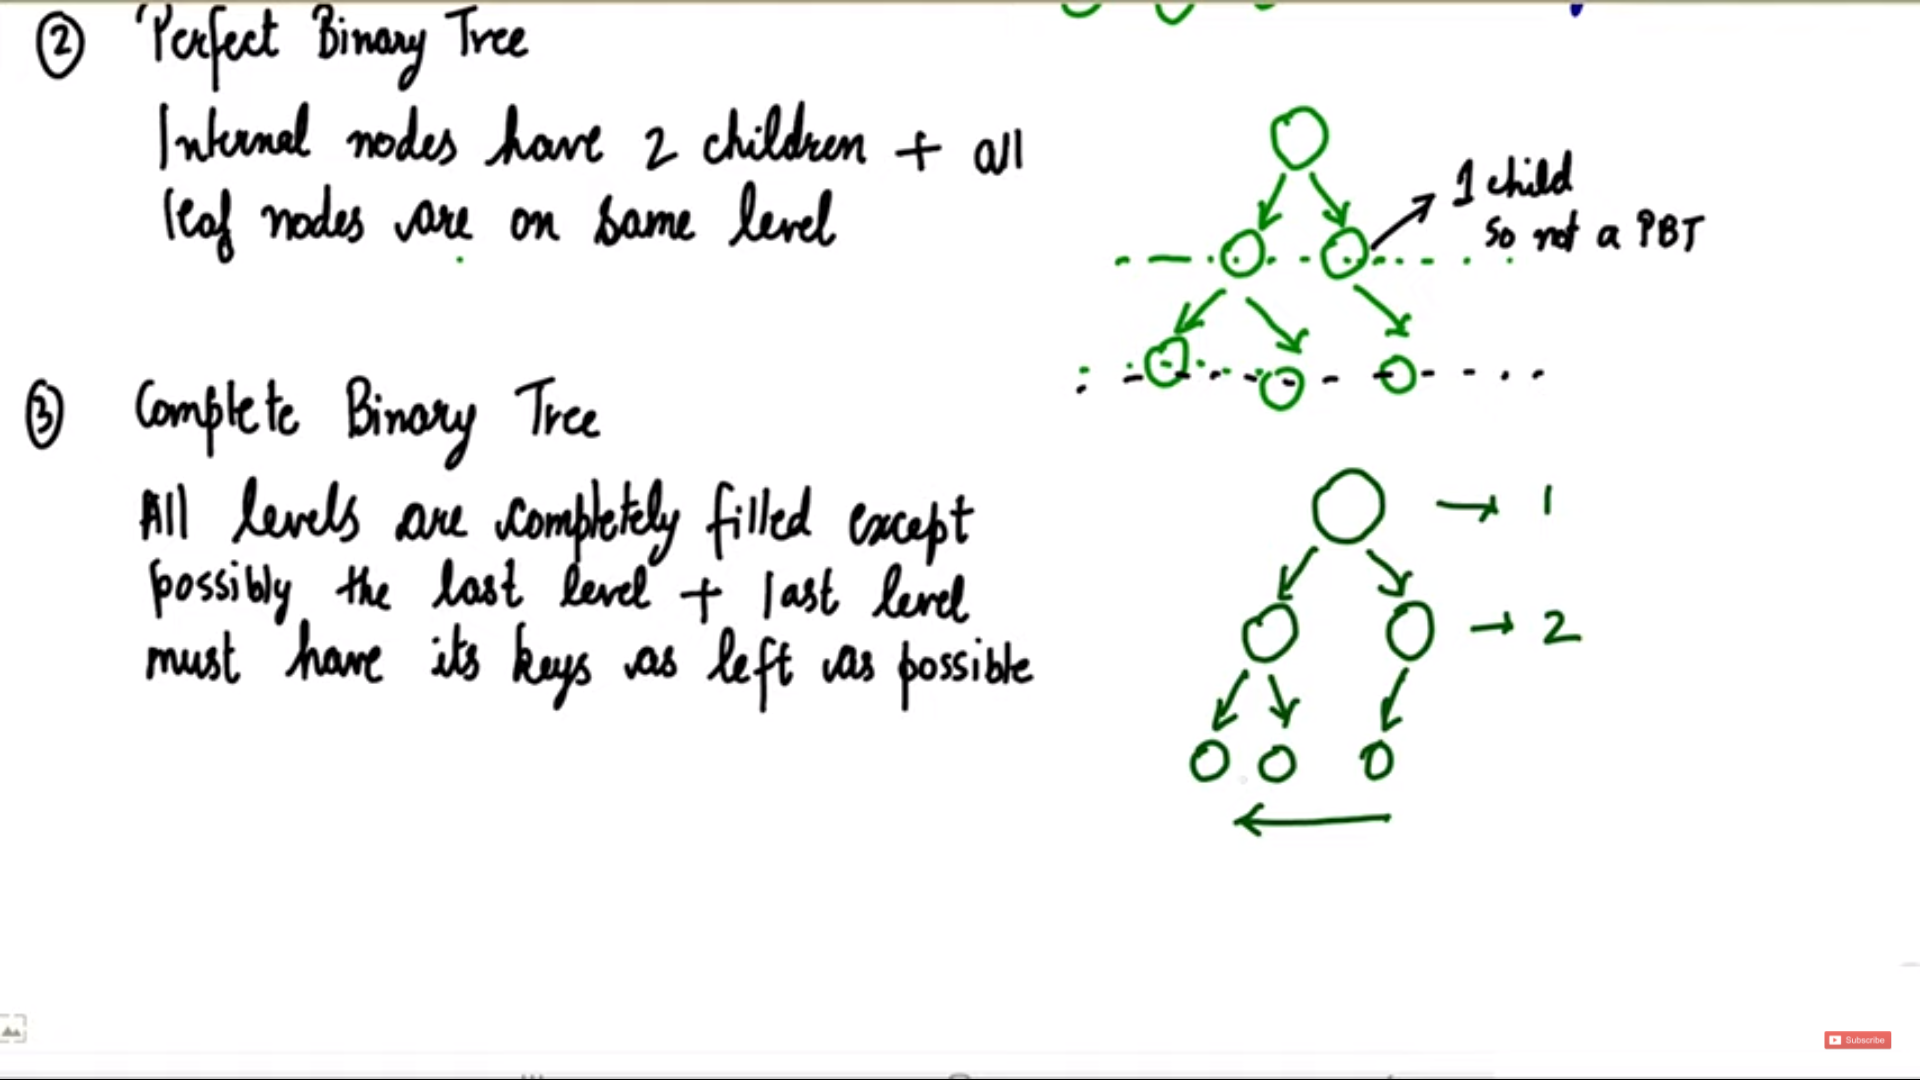 ② Perfect Binary Tree
Internal nodes have 2 children + all
leaf nodes are on same level
1 child
so not a PBT
③ Complete Binary Tree
All levels are completely filled except
possibly the last level + last level
must have its keys as left as possible
→ 1
→ 2
Subscribe